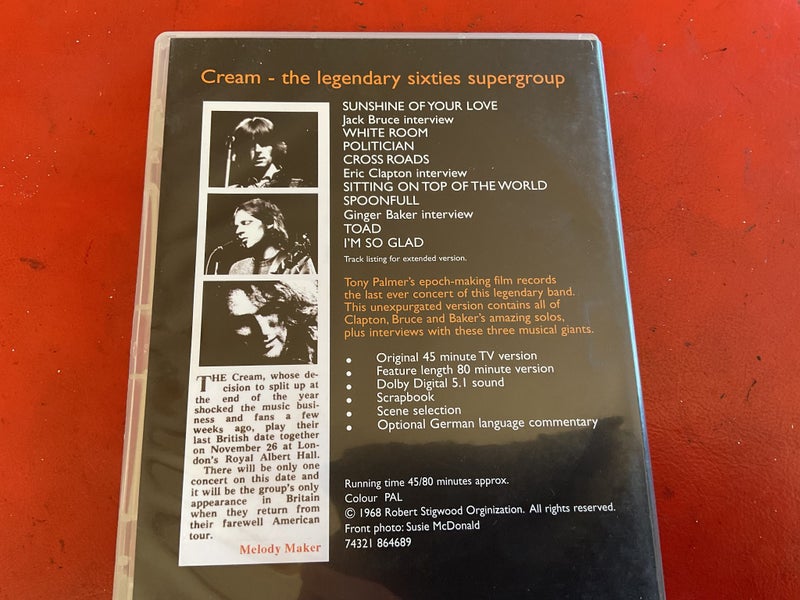 Cream - the legendary sixties supergroup
SUNSHINE OF YOUR LOVE
Jack Bruce interview
WHITE ROOM
POLITICIAN
CROSS ROADS
Eric Clapton interview
SITTING ON TOP OF THE WORLD
SPOONFULL
Ginger Baker interview
TOAD
I'M SO GLAD
Track listing for extended version.
Tony Palmer's epoch-making film records
the last ever concert of this legendary band.
This unexpurgated version contains all of
Clapton, Bruce and Baker's amazing solos,
plus interviews with these three musical giants.
• Original 45 minute TV version
• Feature length 80 minute version
• Dolby Digital 5.1 sound
• Scrapbook
• Scene selection
• Optional German language commentary
THE Cream, whose de-
cision to split up at
the end of the year
shocked the music busi-
ness and fans a few
weeks ago, play their
last British date together
on November 26 at Lon-
don's Royal Albert Hall.
There will be only one
concert on this date and
it will be the group's only
appearance in Britain
when they return from
their farewell American
tour.
Melody Maker
Running time 45/80 minutes approx.
Colour PAL
© 1968 Robert Stigwood Orginization. All rights reserved.
Front photo: Susie McDonald
74321 864689